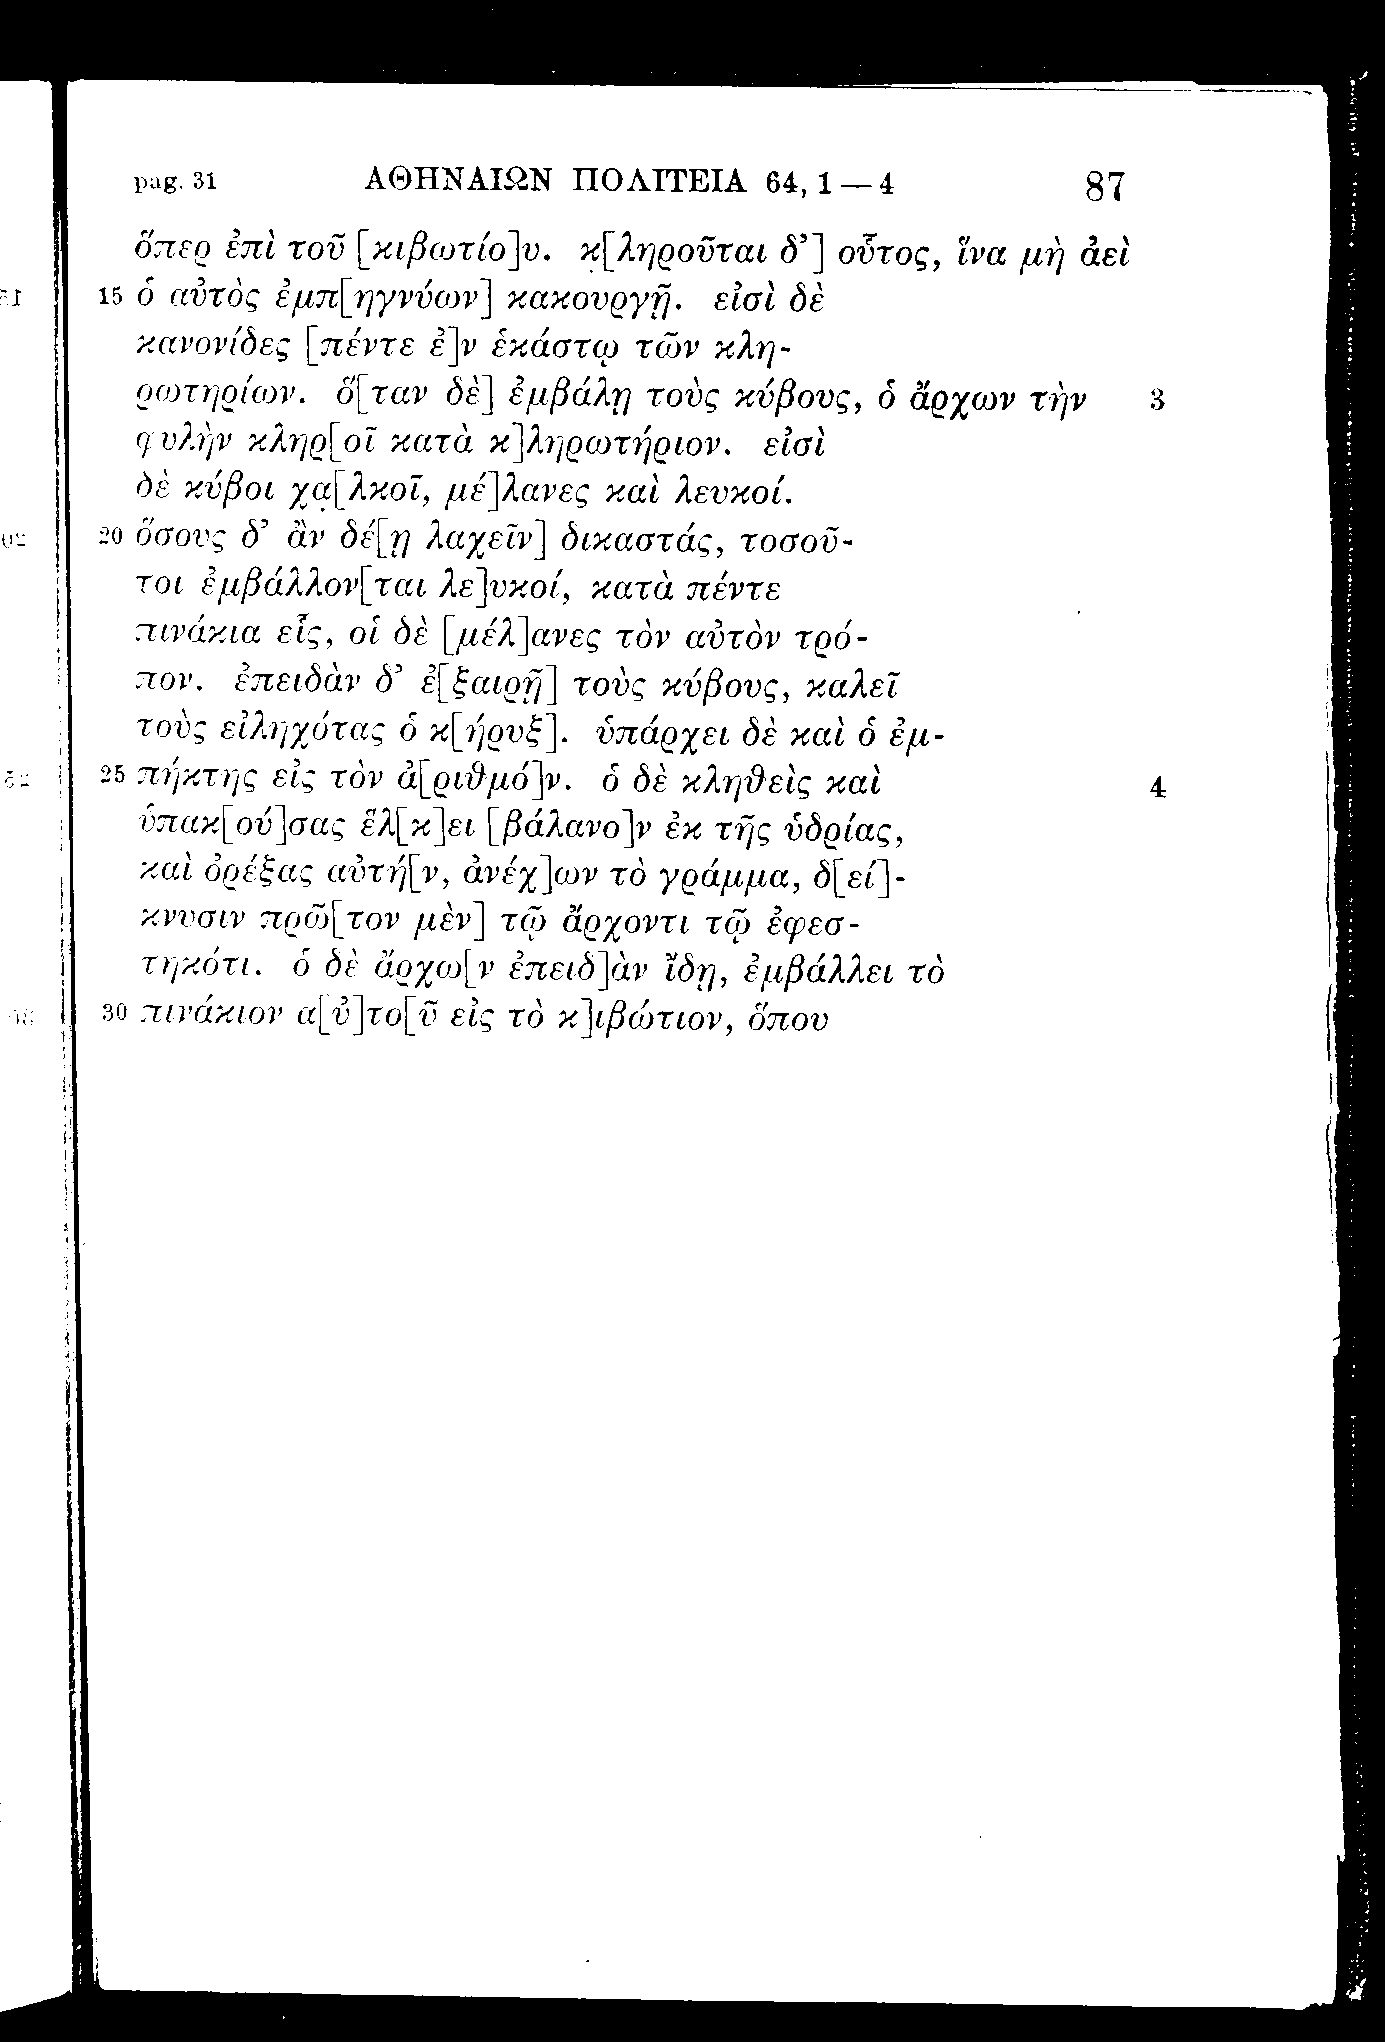 pag. 31 ΑΘΗΝΑΙΩΝ ΠΟΛΙΤΕΙΑ 64, 1 — 4 87
ὅπερ ἐπὶ τοῦ [κιβωτίο]υ. κ̣[ληροῦται δ’] οὗτος, ἵνα μὴ ἀεὶ
15 ὁ αὐτὸς ἐμπ[ηγνύων] κακουργῇ. εἰσὶ δὲ
κανονίδες [πέντε ἐ]ν ἑκάστῳ τῶν κλη-
ρωτηρίων. ὅ[ταν δὲ] ἐμβάλῃ τοὺς κύβους, ὁ ἄρχων τὴν 3
φυλὴν κληρ[οῖ κατὰ κ]ληρωτήριον. εἰσὶ
δὲ κύβοι χα̣[λκοῖ, μέ]λανες καὶ λευκοί.
20 ὅσους δ’ ἂν δέ[ῃ λαχεῖν] δικαστάς, τοσοῦ-
τοι ἐμβάλλον[ται λε]υκοί, κατὰ πέντε
πινάκια εἷς, οἱ δὲ [μέλ]ανες τὸν αὐτὸν τρό-
πον. ἐπειδὰν δ’ ἐ[ξαιρῇ] τοὺς κύβους, καλεῖ
τοὺς εἰληχότας ὁ κ[ήρυξ]. ὑπάρχει δὲ καὶ ὁ ἐμ-
25 πήκτης εἰς τὸν ἀ[ριθμό]ν. ὁ δὲ κληθεὶς καὶ 4
ὑπακ[ού]σας ἕλ[κ]ει [βάλανο]ν ἐκ τῆς ὑδρίας,
καὶ ὀρέξας αὐτή[ν, ἀνέχ]ων τὸ γράμμα, δ[εί]-
κνυσιν πρῶ[τον μὲν] τῷ ἄρχοντι τῷ ἐφεσ-
τηκότι. ὁ δὲ ἄρχω[ν ἐπειδ]ὰν ἴδῃ, ἐμβάλλει τὸ
30 πινάκιον α[ὐ]το[ῦ εἰς τὸ κ]ιβώτιον, ὅπου